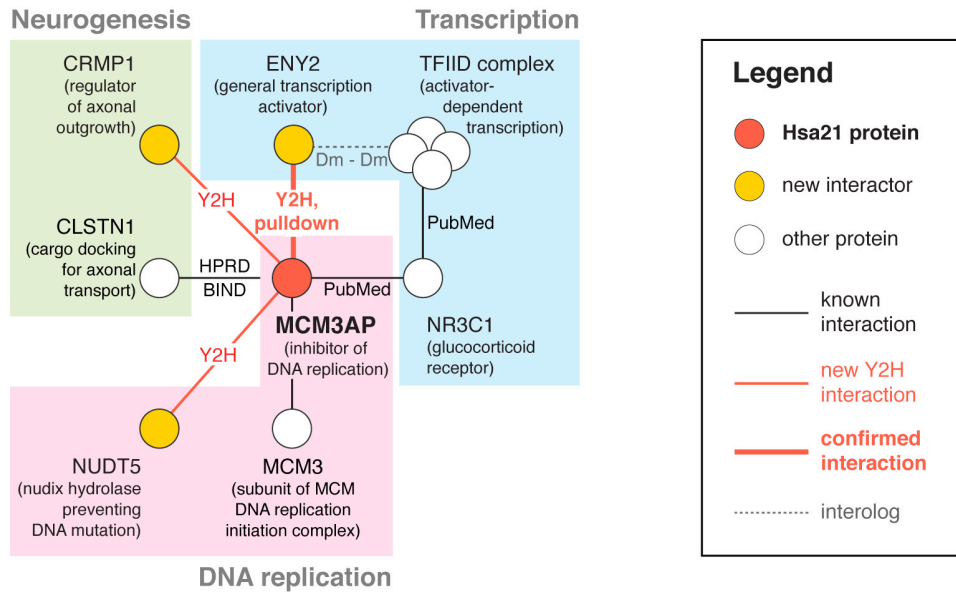 Neurogenesis
Transcription
CRMP1
(regulator
of axonal
outgrowth)
ENY2
(general transcription
activator)
TFIID complex
(activator-
dependent
transcription)
Dm - Dm
Y2H
Y2H,
pulldown
PubMed
CLSTN1
(cargo docking
for axonal
transport)
HPRD
BIND
PubMed
MCM3AP
(inhibitor of
DNA replication)
NR3C1
(glucocorticoid
receptor)
Y2H
NUDT5
(nudix hydrolase
preventing
DNA mutation)
MCM3
(subunit of MCM
DNA replication
initiation complex)
DNA replication
Legend
Hsa21 protein
new interactor
other protein
known
interaction
new Y2H
interaction
confirmed
interaction
interolog